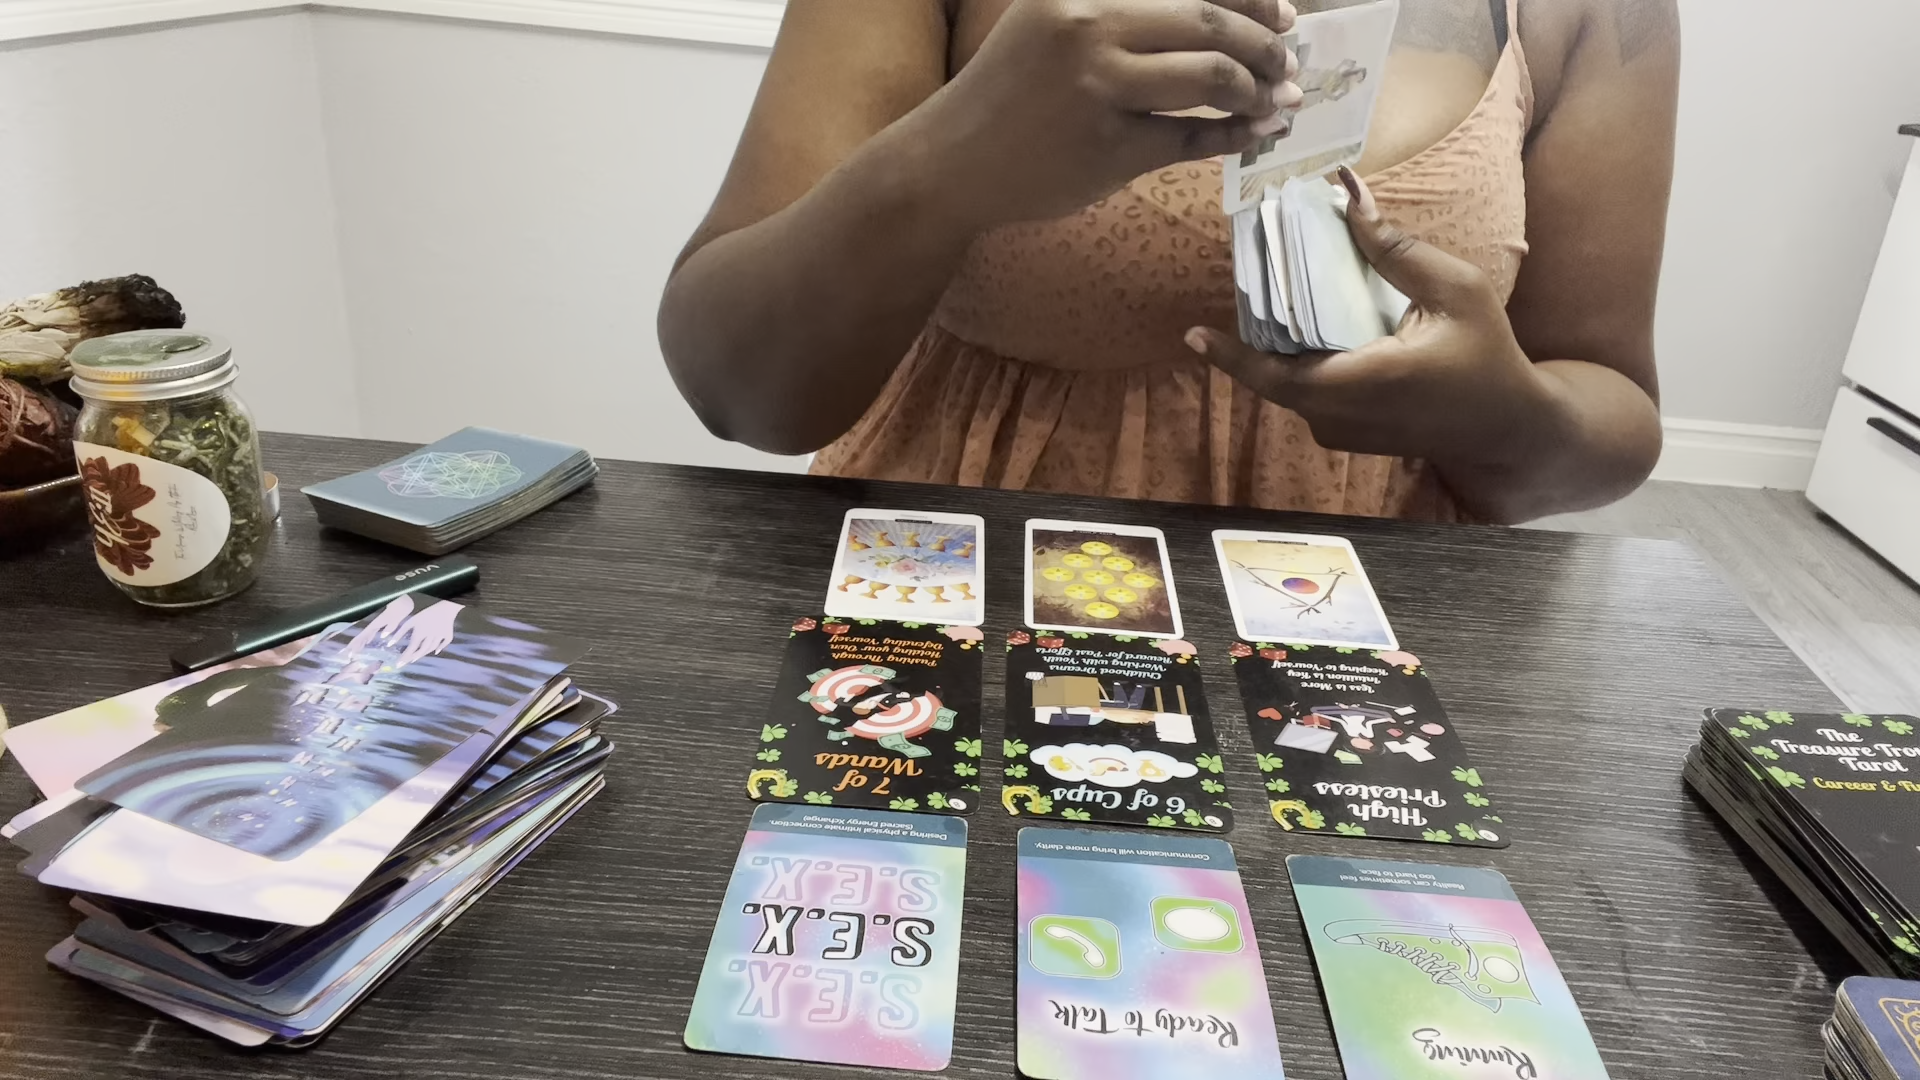 Vuse
Defending Yourself
Holding your Own
Pushing Through
7 of
Wands
Reward for Past Efforts
Working with Youth
Childhood Dreams
6 of Cups
Keeping to Yourself
Intuition is Key
Less is More
High
Priestess
The
Treasure Trove
Tarot
Career &
Desiring a physical intimate connection.
(Sacred Energy Xchange)
S.E.X.
S.E.X.
S.E.X.
Communication will bring more clarity.
Ready to Talk
Reality can sometimes feel
too hard to face.
Running